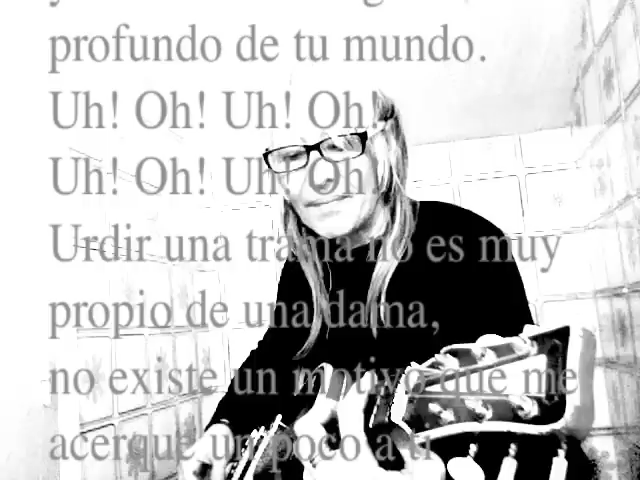 profundo de tu mundo.
Uh! Oh! Uh! Oh!
Uh! Oh! Uh! Oh!
Urdir una trama no es muy
propio de una dama,
no existe un motivo que me
acerque un poco a ti